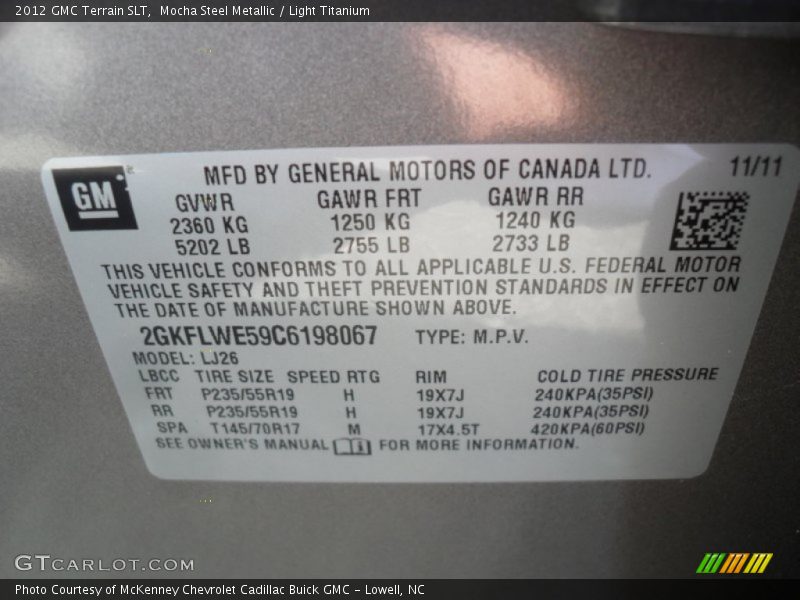 2012 GMC Terrain SLT,  Mocha Steel Metallic / Light Titanium
MFD BY GENERAL MOTORS OF CANADA LTD. 11/11
GM
GVWR GAWR FRT GAWR RR
2360 KG 1250 KG 1240 KG
5202 LB 2755 LB 2733 LB
THIS VEHICLE CONFORMS TO ALL APPLICABLE U.S. FEDERAL MOTOR
VEHICLE SAFETY AND THEFT PREVENTION STANDARDS IN EFFECT ON
THE DATE OF MANUFACTURE SHOWN ABOVE.
2GKFLWE59C6198067 TYPE: M.P.V.
MODEL: LJ26
LBCC TIRE SIZE SPEED RTG RIM COLD TIRE PRESSURE
FRT P235/55R19 H 19X7J 240KPA(35PSI)
RR P235/55R19 H 19X7J 240KPA(35PSI)
SPA T145/70R17 M 17X4.5T 420KPA(60PSI)
SEE OWNER'S MANUAL FOR MORE INFORMATION.
GTCARLOT.COM
Photo Courtesy of McKenney Chevrolet Cadillac Buick GMC – Lowell, NC